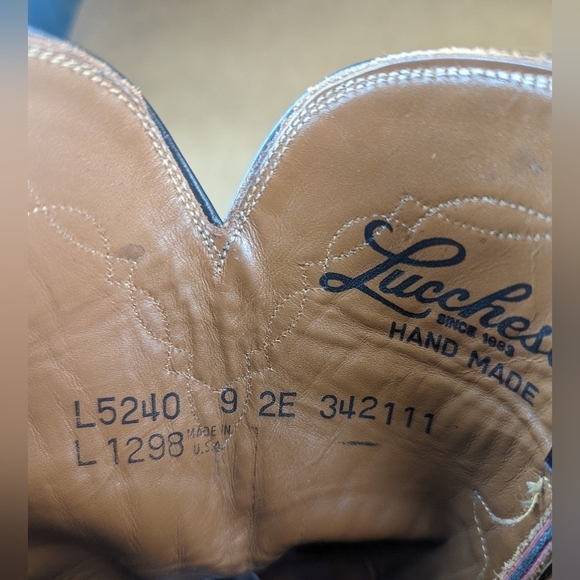 Lucchese
SINCE 1883
HAND MADE
L5240 9 2E 342111
L1298 MADE IN
U.S.A.